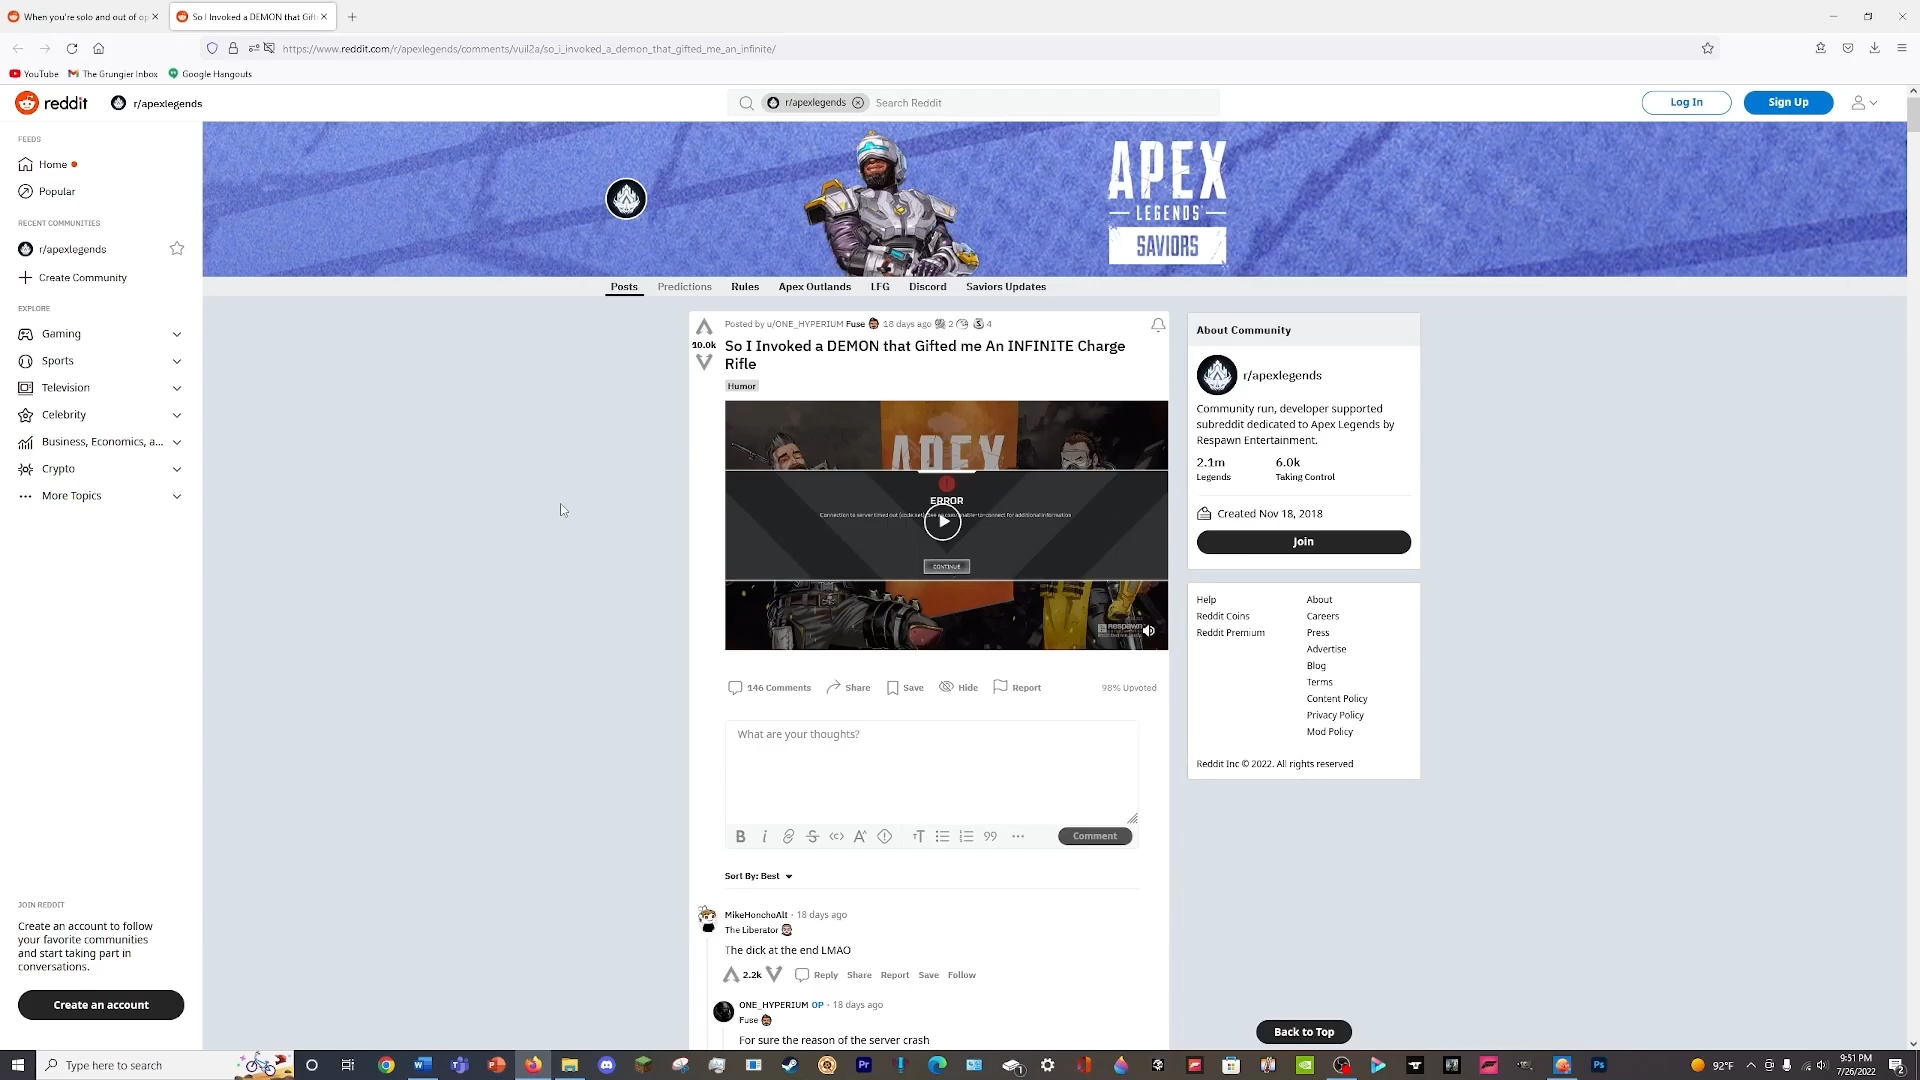 When you're solo and out of op
So I Invoked a DEMON that Gift
https://www.reddit.com/r/apexlegends/comments/vuil2a/so_i_invoked_a_demon_that_gifted_me_an_infinite/
YouTube
The Grungier Inbox
Google Hangouts
reddit
r/apexlegends
r/apexlegends
Search Reddit
Log In
Sign Up
FEEDS
Home
Popular
RECENT COMMUNITIES
r/apexlegends
Create Community
EXPLORE
Gaming
Sports
Television
Celebrity
Business, Economics, a...
Crypto
More Topics
JOIN REDDIT
Create an account to follow
your favorite communities
and start taking part in
conversations.
Create an account
APEX
LEGENDS
SAVIORS
Posts
Predictions
Rules
Apex Outlands
LFG
Discord
Saviors Updates
Posted by u/ONE_HYPERIUM Fuse 18 days ago 2 4
10.0k
So I Invoked a DEMON that Gifted me An INFINITE Charge
Rifle
Humor
APEX
ERROR
Connection to server timed out
CONTINUE
Respawn
146 Comments
Share
Save
Hide
Report
98% Upvoted
What are your thoughts?
Comment
Sort By: Best
MikeHonchoAlt · 18 days ago
The Liberator
The dick at the end LMAO
2.2k
Reply
Share
Report
Save
Follow
ONE_HYPERIUM OP · 18 days ago
Fuse
For sure the reason of the server crash
About Community
r/apexlegends
Community run, developer supported
subreddit dedicated to Apex Legends by
Respawn Entertainment.
2.1m
6.0k
Legends
Taking Control
Created Nov 18, 2018
Join
Help
About
Reddit Coins
Careers
Reddit Premium
Press
Advertise
Blog
Terms
Content Policy
Privacy Policy
Mod Policy
Reddit Inc © 2022. All rights reserved
Back to Top
Type here to search
92°F
9:51 PM
7/26/2022